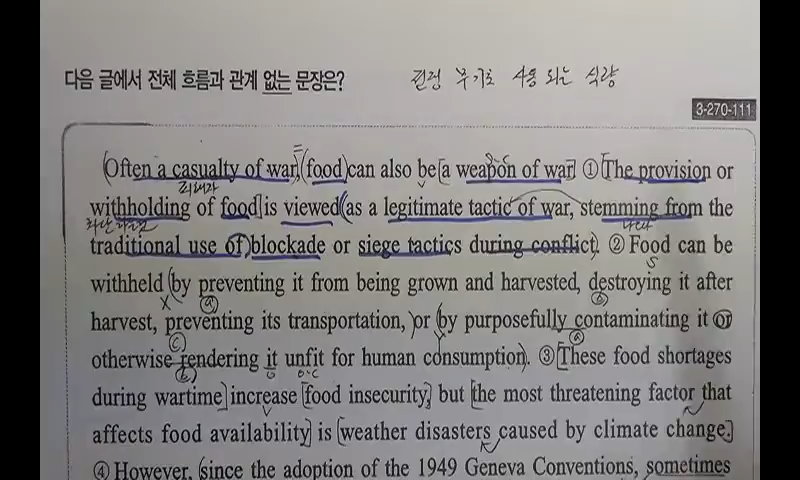 다음 글에서 전체 흐름과 관계 없는 문장은?
전쟁 무기로 사용 되는 식량
3-270-111
Often a casualty of war, food can also be a weapon of war. ① The provision or
withholding of food is viewed as a legitimate tactic of war, stemming from the
traditional use of blockade or siege tactics during conflict. ② Food can be
withheld by preventing it from being grown and harvested, destroying it after
harvest, preventing its transportation, or by purposefully contaminating it or
otherwise rendering it unfit for human consumption. ③ These food shortages
during wartime increase food insecurity, but the most threatening factor that
affects food availability is weather disasters caused by climate change.
④ However, since the adoption of the 1949 Geneva Conventions, sometimes